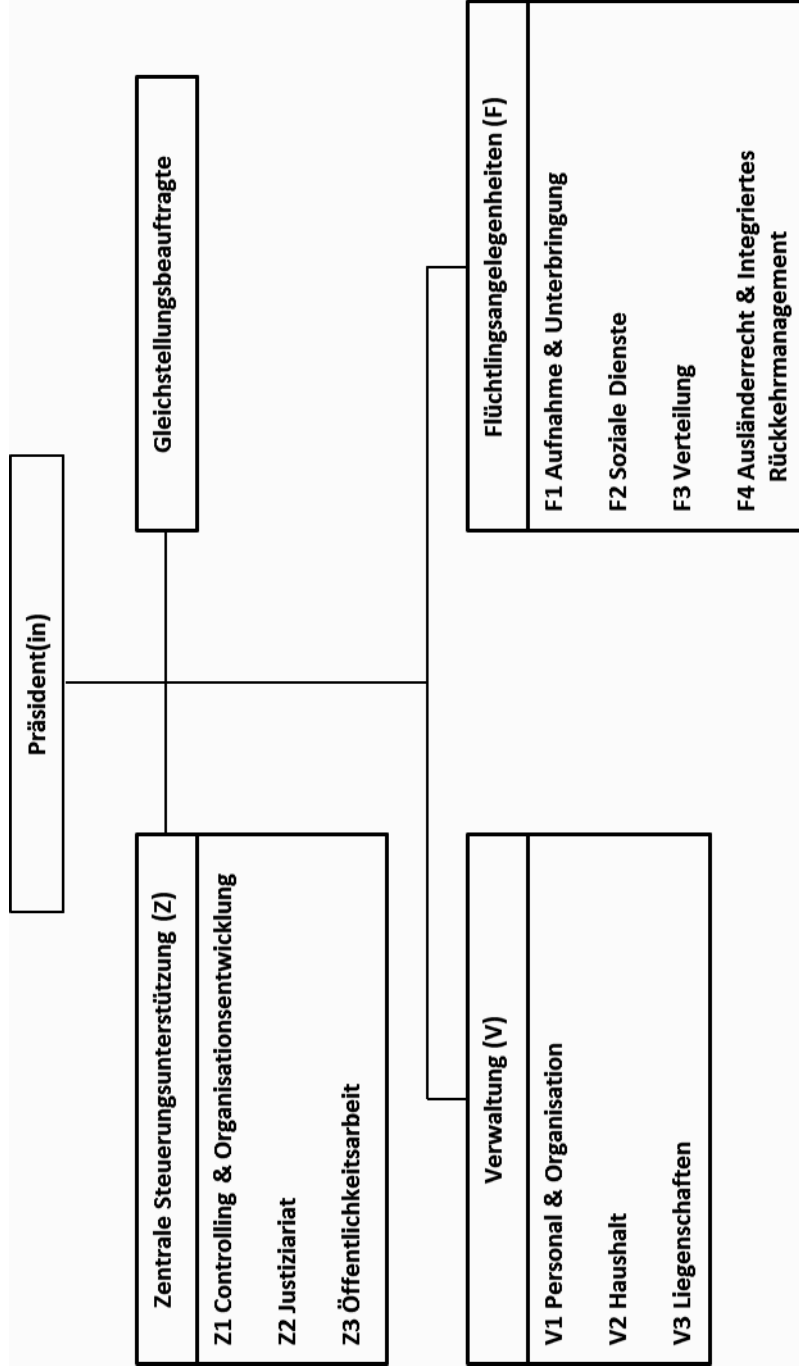 Präsident(in)
Zentrale Steuerungsunterstützung (Z)
Z1 Controlling & Organisationsentwicklung
Z2 Justiziariat
Z3 Öffentlichkeitsarbeit
Gleichstellungsbeauftragte
Verwaltung (V)
V1 Personal & Organisation
V2 Haushalt
V3 Liegenschaften
Flüchtlingsangelegenheiten (F)
F1 Aufnahme & Unterbringung
F2 Soziale Dienste
F3 Verteilung
F4 Ausländerrecht & Integriertes
Rückkehrmanagement